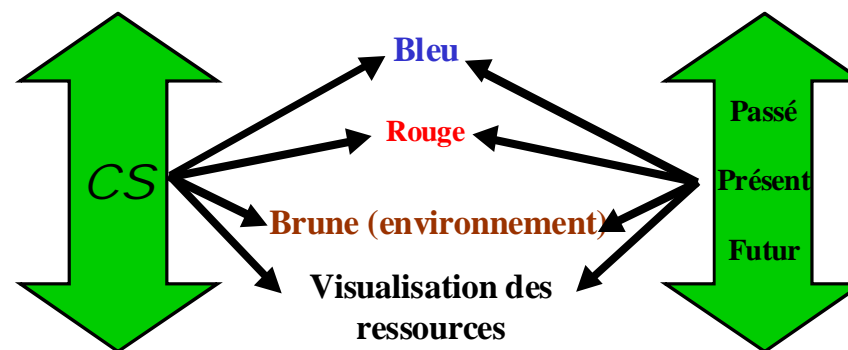 Bleu
Passé
Rouge
CS
Présent
Brune (environnement)
Futur
Visualisation des
ressources